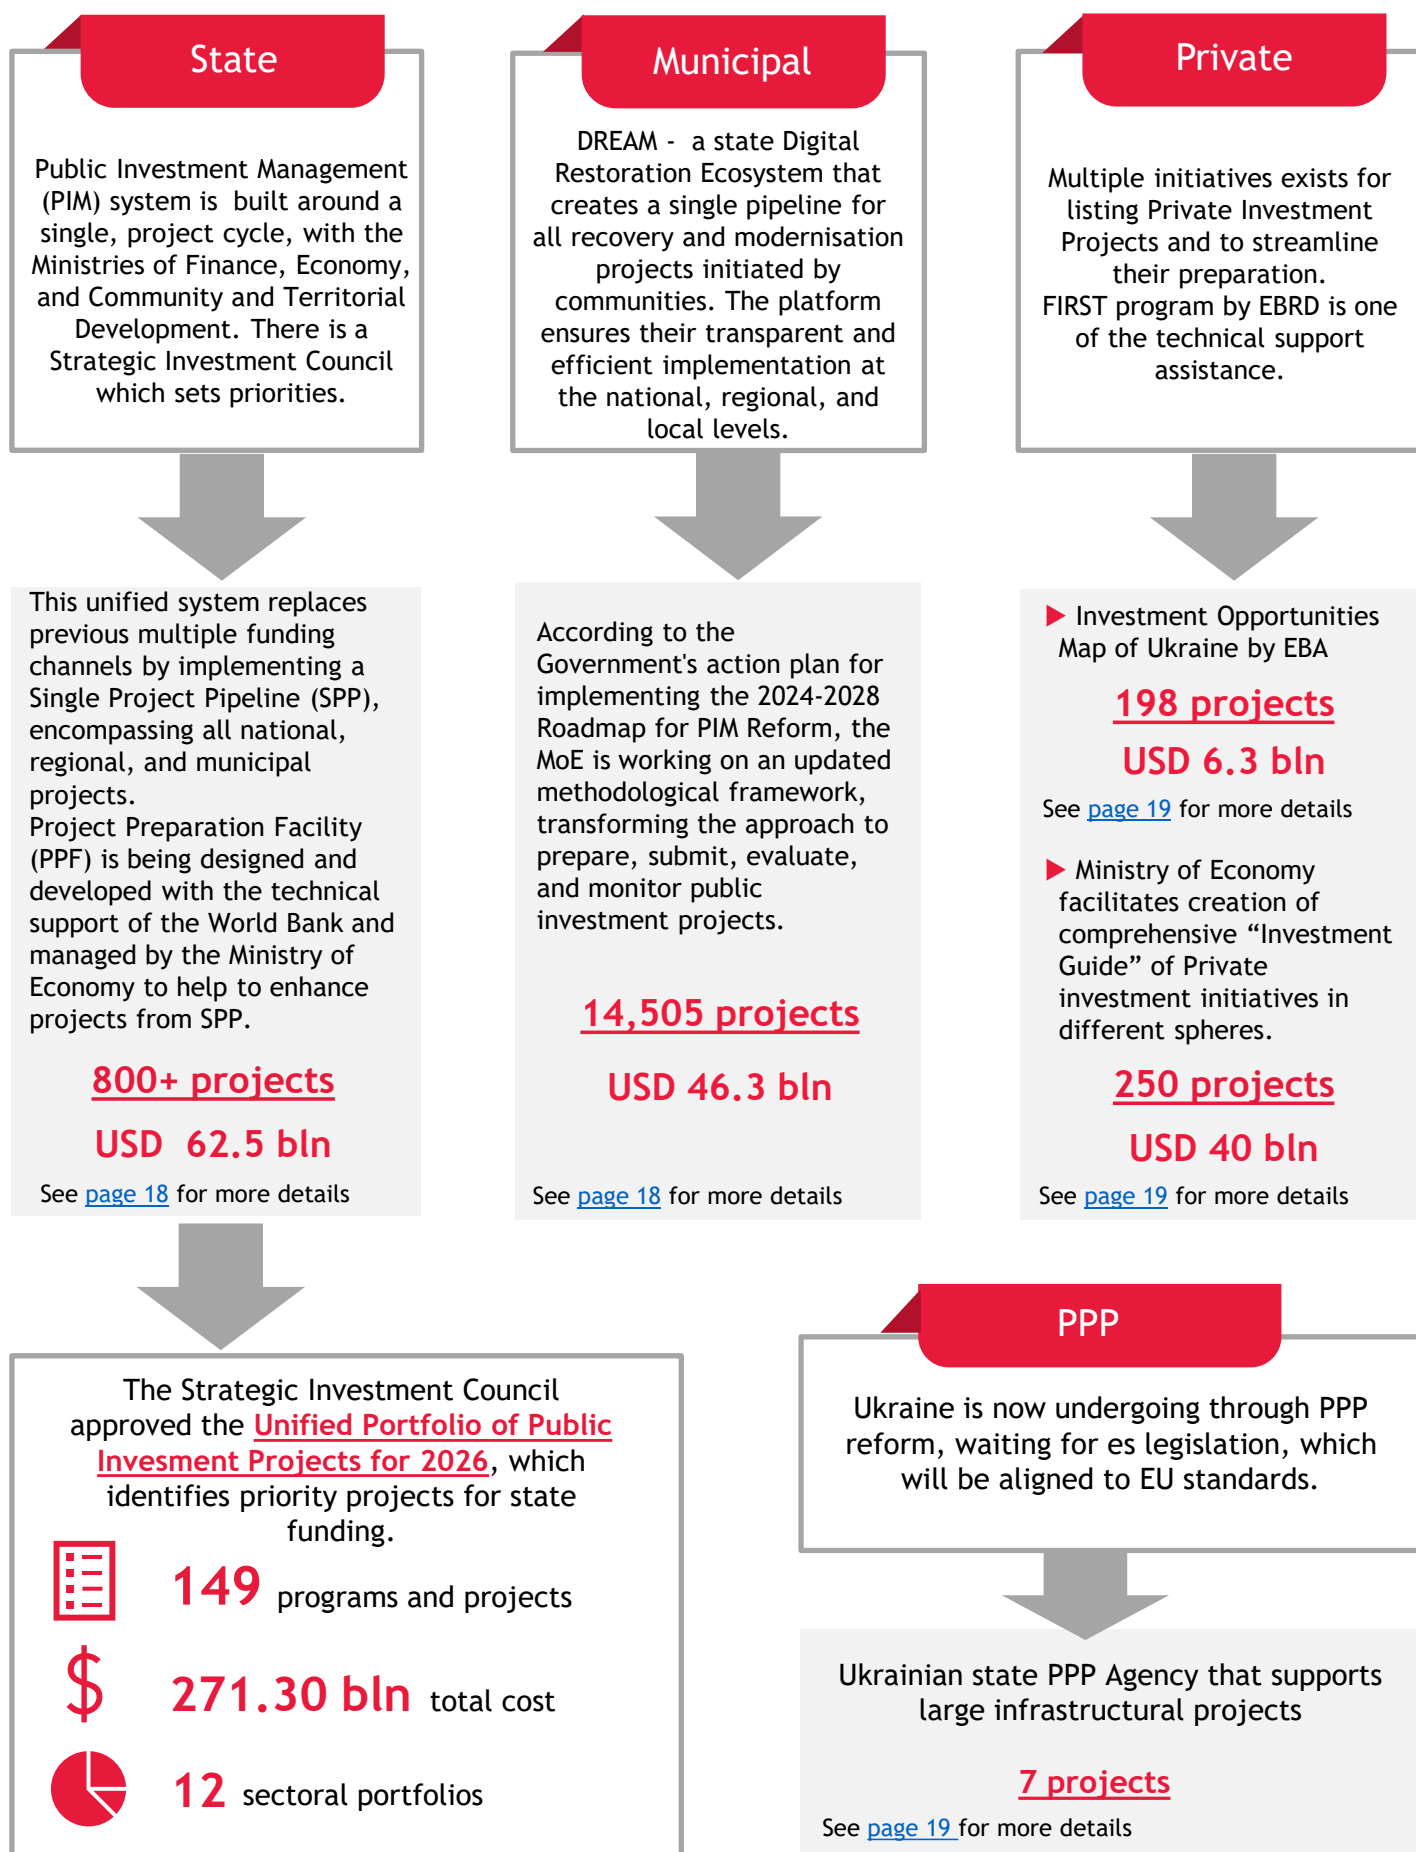 State
Public Investment Management
(PIM) system is built around a
single, project cycle, with the
Ministries of Finance, Economy,
and Community and Territorial
Development. There is a
Strategic Investment Council
which sets priorities.
This unified system replaces
previous multiple funding
channels by implementing a
Single Project Pipeline (SPP),
encompassing all national,
regional, and municipal
projects.
Project Preparation Facility
(PPF) is being designed and
developed with the technical
support of the World Bank and
managed by the Ministry of
Economy to help to enhance
projects from SPP.
800+ projects
USD 62.5 bln
See page 18 for more details
The Strategic Investment Council
approved the Unified Portfolio of Public
Invesment Projects for 2026, which
identifies priority projects for state
funding.
149 programs and projects
$ 271.30 bln total cost
12 sectoral portfolios
Municipal
DREAM - a state Digital
Restoration Ecosystem that
creates a single pipeline for
all recovery and modernisation
projects initiated by
communities. The platform
ensures their transparent and
efficient implementation at
the national, regional, and
local levels.
According to the
Government's action plan for
implementing the 2024-2028
Roadmap for PIM Reform, the
MoE is working on an updated
methodological framework,
transforming the approach to
prepare, submit, evaluate,
and monitor public
investment projects.
14,505 projects
USD 46.3 bln
See page 18 for more details
Private
Multiple initiatives exists for
listing Private Investment
Projects and to streamline
their preparation.
FIRST program by EBRD is one
of the technical support
assistance.
Investment Opportunities
Map of Ukraine by EBA
198 projects
USD 6.3 bln
See page 19 for more details
Ministry of Economy
facilitates creation of
comprehensive “Investment
Guide” of Private
investment initiatives in
different spheres.
250 projects
USD 40 bln
See page 19 for more details
PPP
Ukraine is now undergoing through PPP
reform, waiting for es legislation, which
will be aligned to EU standards.
Ukrainian state PPP Agency that supports
large infrastructural projects
7 projects
See page 19 for more details